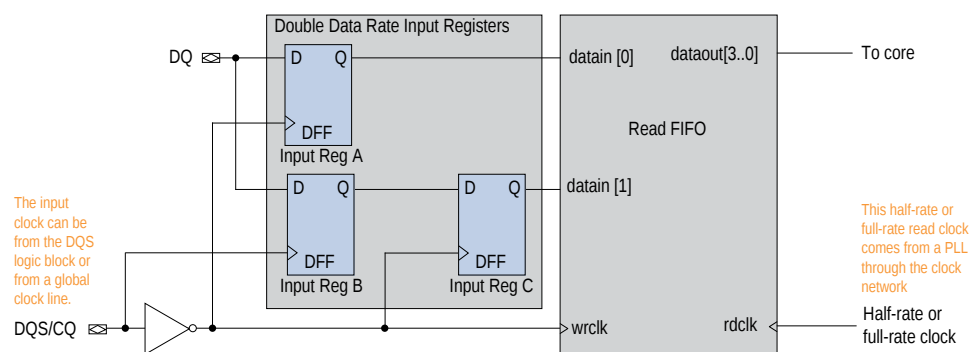 Double Data Rate Input Registers
DQ
D
Q
DFF
Input Reg A
datain [0]
dataout[3..0]
To core
Read FIFO
D
Q
DFF
Input Reg B
D
Q
DFF
Input Reg C
datain [1]
The input
clock can be
from the DQS
logic block or
from a global
clock line.
This half-rate or
full-rate read clock
comes from a PLL
through the clock
network
DQS/CQ
wrclk
rdclk
Half-rate or
full-rate clock